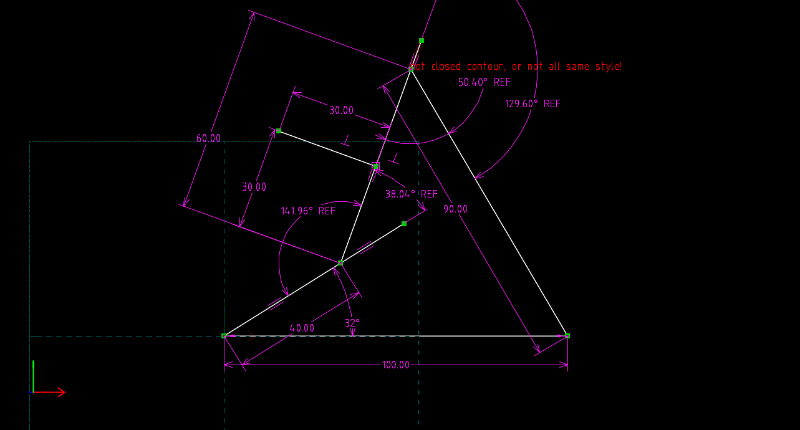 not closed contour, or not all same style!
50.40° REF
129.60° REF
30.00
60.00
30.00
38.04° REF
141.96° REF
90.00
32°
40.00
100.00